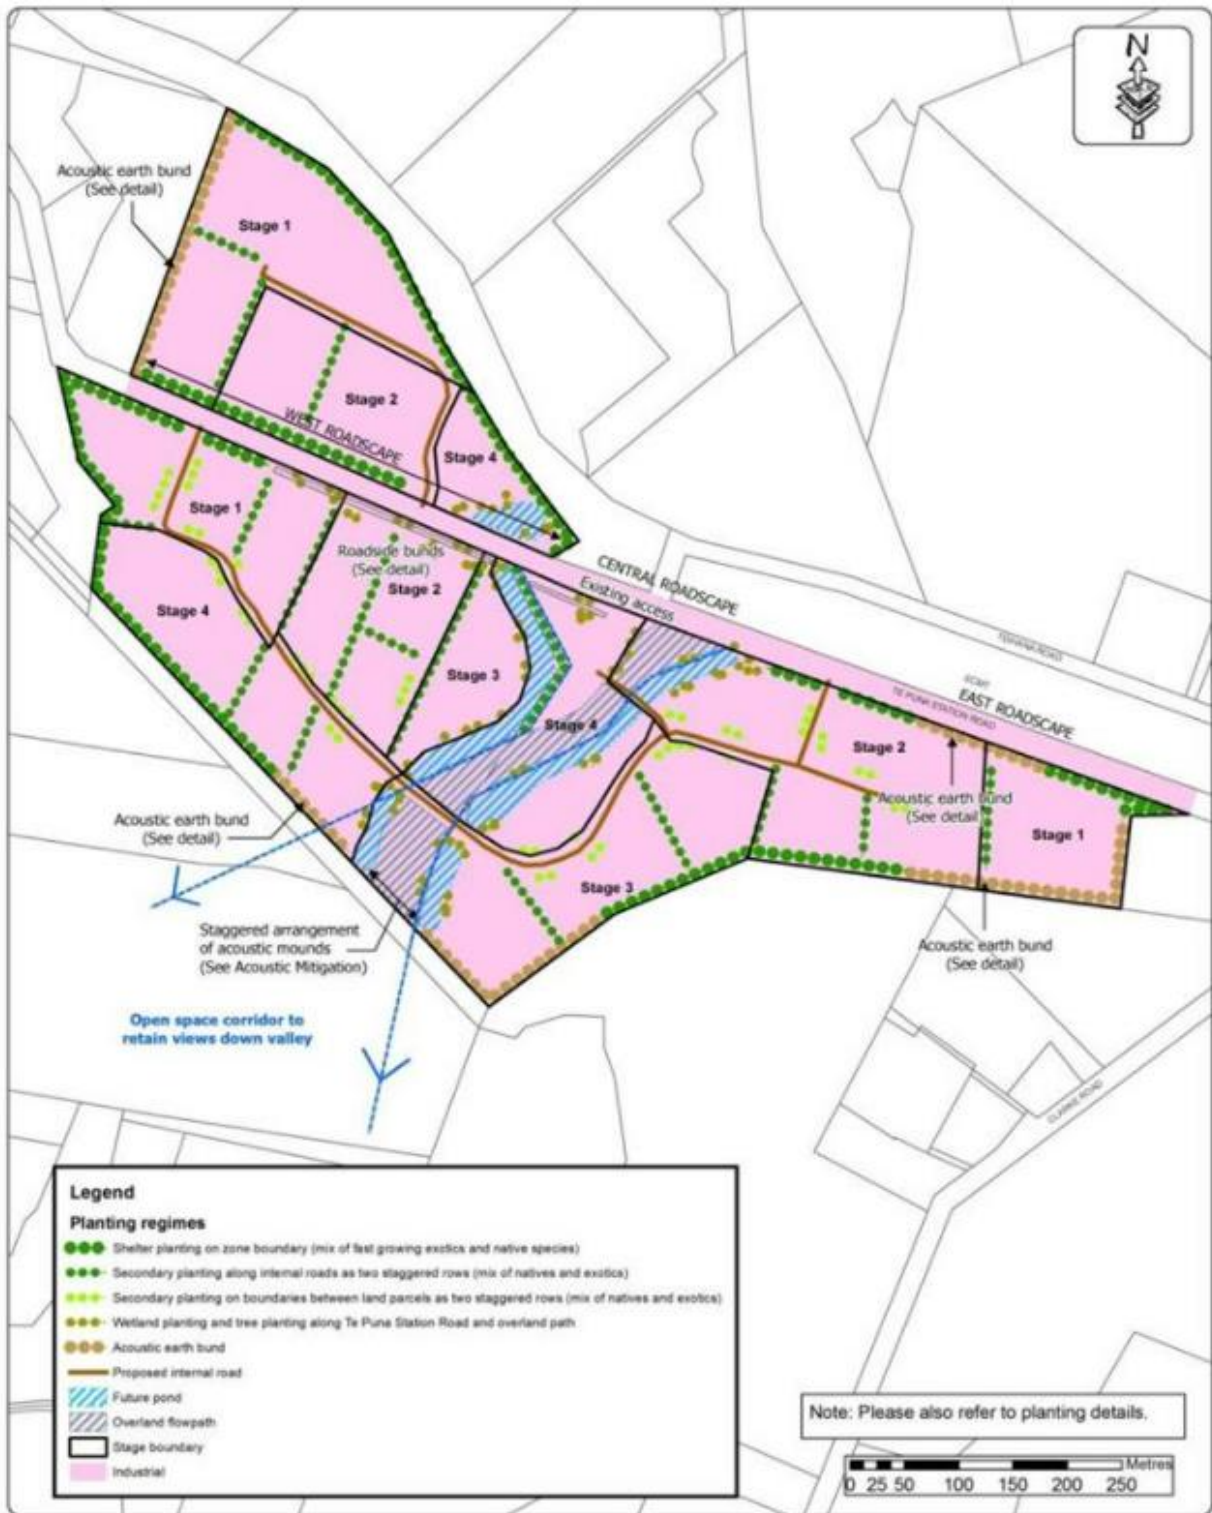 N
Acoustic earth bund
(See detail)
Stage 1
Stage 2
WEST ROADSCAPE
Stage 4
Stage 1
Roadside bunds
(See detail)
Stage 2
CENTRAL ROADSCAPE
Existing access
Stage 4
Stage 3
Stage 4
ECMT
EAST ROADSCAPE
TE PUNA STATION ROAD
Stage 2
Acoustic earth bund
(See detail
Stage 1
Acoustic earth bund
(See detail)
Stage 3
Staggered arrangement
of acoustic mounds
(See Acoustic Mitigation)
Acoustic earth bund
(See detail)
Open space corridor to
retain views down valley
CLARKE ROAD
Legend
Planting regimes
Shelter planting on zone boundary (mix of fast growing exotics and native species)
Secondary planting along internal roads as two staggered rows (mix of natives and exotics)
Secondary planting on boundaries between land parcels as two staggered rows (mix of natives and exotics)
Wetland planting and tree planting along Te Puna Station Road and overland path
Acoustic earth bund
Proposed internal road
Future pond
Overland flowpath
Stage boundary
Industrial
Note: Please also refer to planting details.
Metres
0 25 50 100 150 200 250